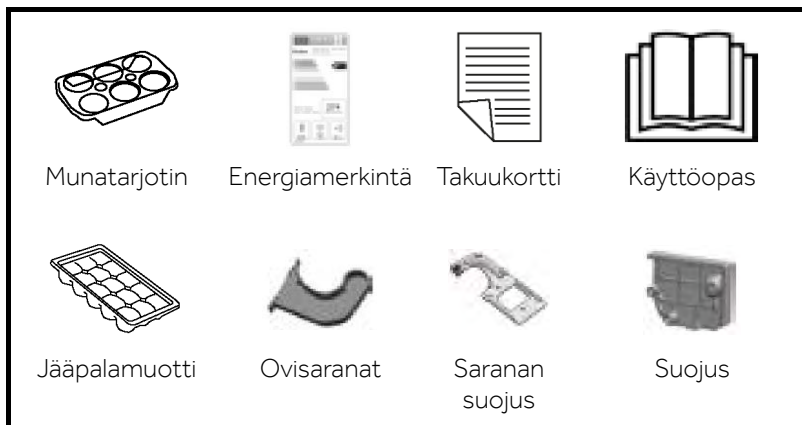 Munatarjotin
Energiamerkintä
Takuukortti
Käyttöopas
Jääpalamuotti
Ovisaranat
Saranan
suojus
Suojus